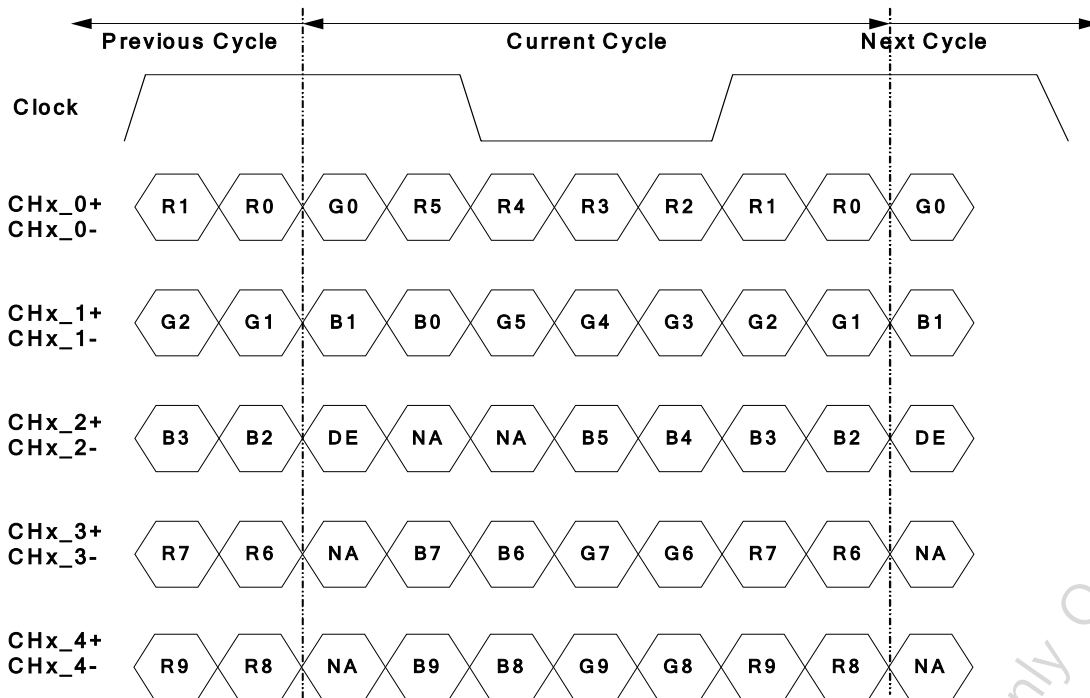 Previous Cycle Current Cycle Next Cycle
Clock
CHx_0+
CHx_0-
R1 R0 G0 R5 R4 R3 R2 R1 R0 G0
CHx_1+
CHx_1-
G2 G1 B1 B0 G5 G4 G3 G2 G1 B1
CHx_2+
CHx_2-
B3 B2 DE NA NA B5 B4 B3 B2 DE
CHx_3+
CHx_3-
R7 R6 NA B7 B6 G7 G6 R7 R6 NA
CHx_4+
CHx_4-
R9 R8 NA B9 B8 G9 G8 R9 R8 NA